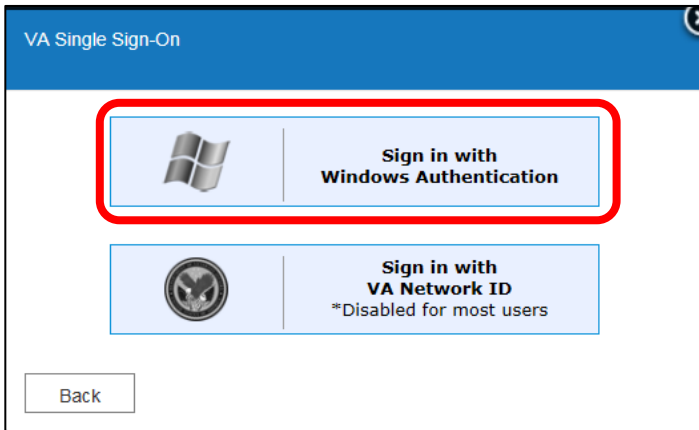 VA Single Sign-On
Sign in with
Windows Authentication
Sign in with
VA Network ID
*Disabled for most users
Back